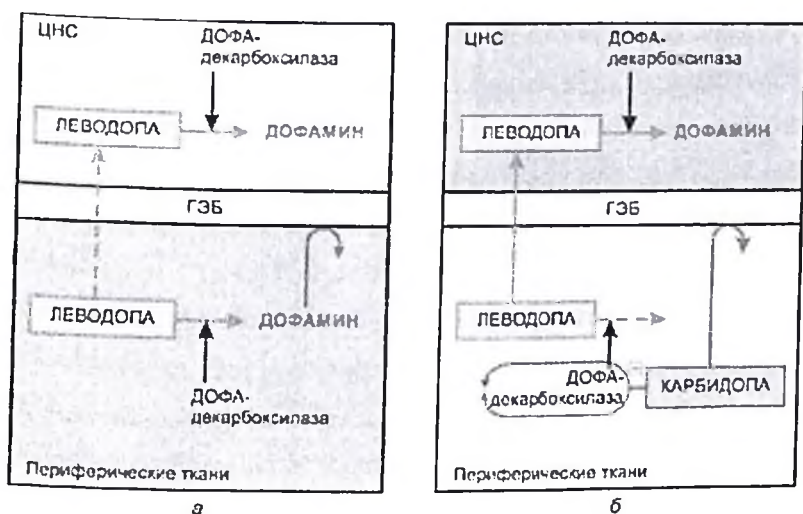 ЦНС
ДОФА-
декарбоксилаза
ЛЕВОДОПА
ДОФАМИН
ГЭБ
ЛЕВОДОПА
ДОФАМИН
ДОФА-
декарбоксилаза
Периферические ткани
а
ЦНС
ДОФА-
декарбоксилаза
ЛЕВОДОПА
ДОФАМИН
ГЭБ
ЛЕВОДОПА
ДОФА-
декарбоксилаза
КАРБИДОПА
Периферические ткани
б